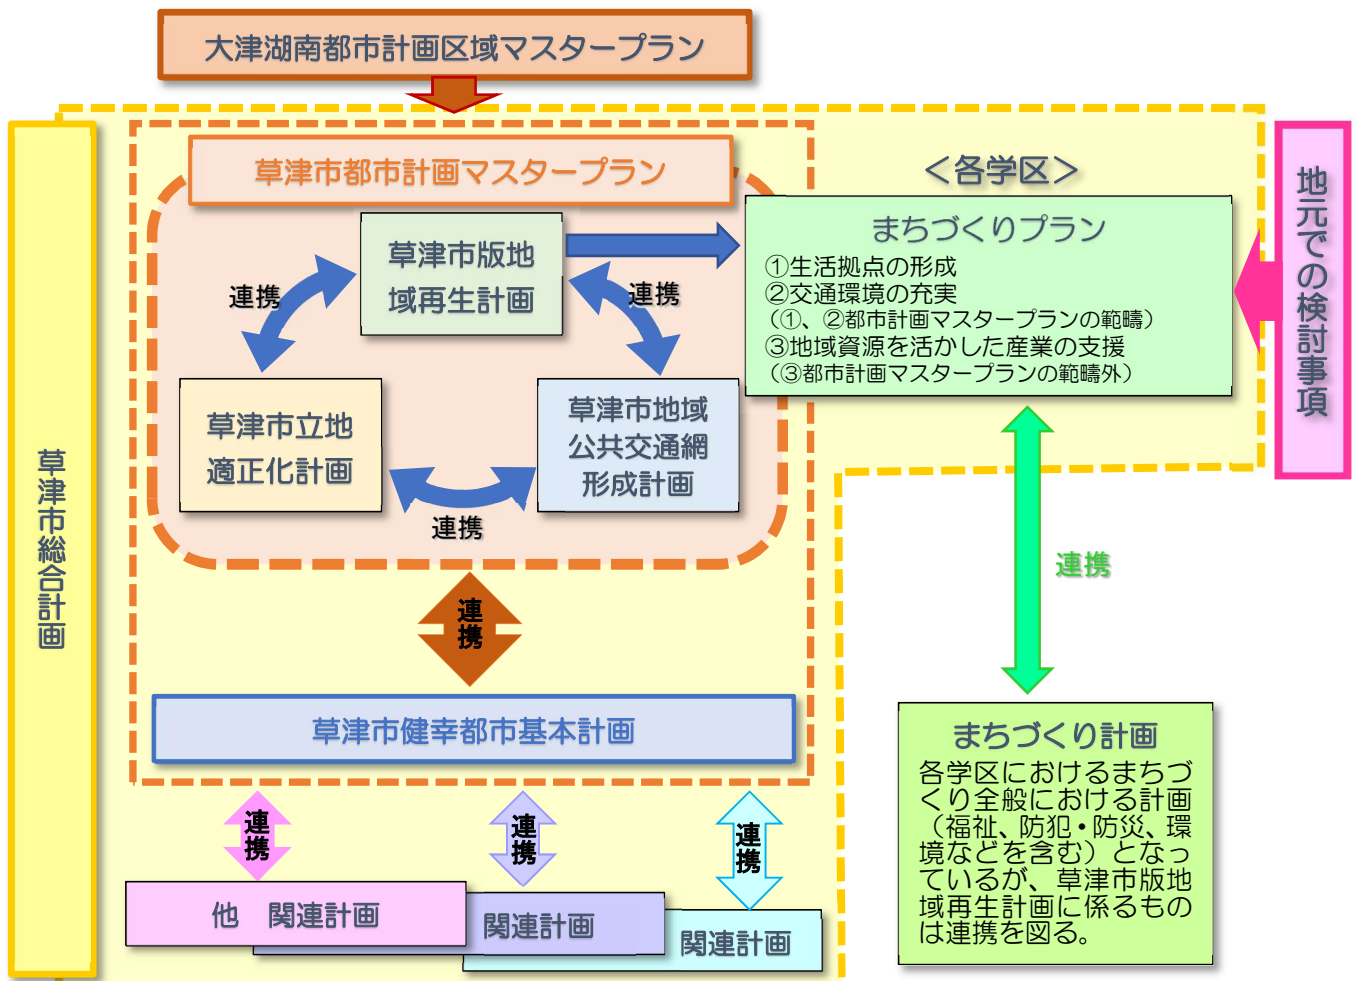 大津湖南都市計画区域マスタープラン
草津市総合計画
草津市都市計画マスタープラン
草津市版地
域再生計画
連携
連携
草津市立地
適正化計画
草津市地域
公共交通網
形成計画
連携
連携
草津市健幸都市基本計画
連携
連携
連携
他　関連計画
関連計画
関連計画
＜各学区＞
まちづくりプラン
①生活拠点の形成
②交通環境の充実
（①、②都市計画マスタープランの範疇）
③地域資源を活かした産業の支援
（③都市計画マスタープランの範疇外）
地元での検討事項
連携
まちづくり計画
各学区におけるまちづ
くり全般における計画
（福祉、防犯・防災、環
境などを含む）となっ
ているが、草津市版地
域再生計画に係るもの
は連携を図る。